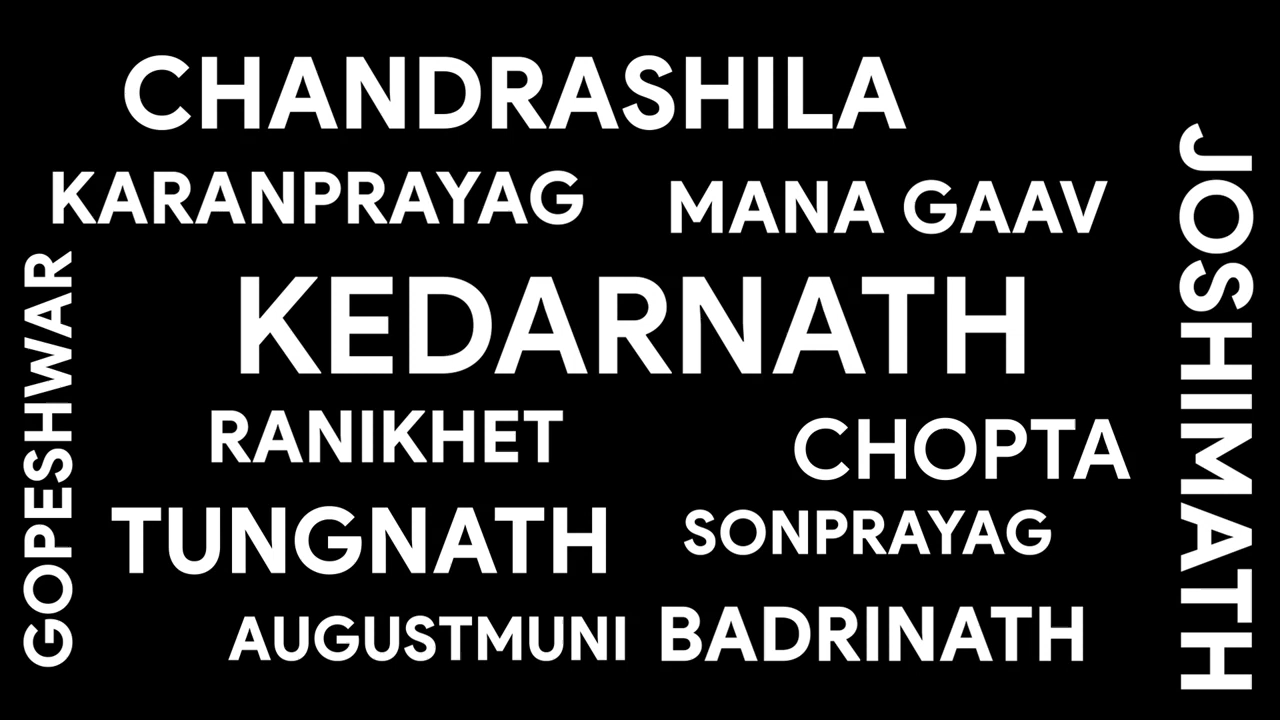 CHANDRASHILA
KARANPRAYAG
MANA GAAV
JOSHIMATH
GOPESHWAR
KEDARNATH
RANIKHET
CHOPTA
TUNGNATH
SONPRAYAG
AUGUSTMUNI
BADRINATH